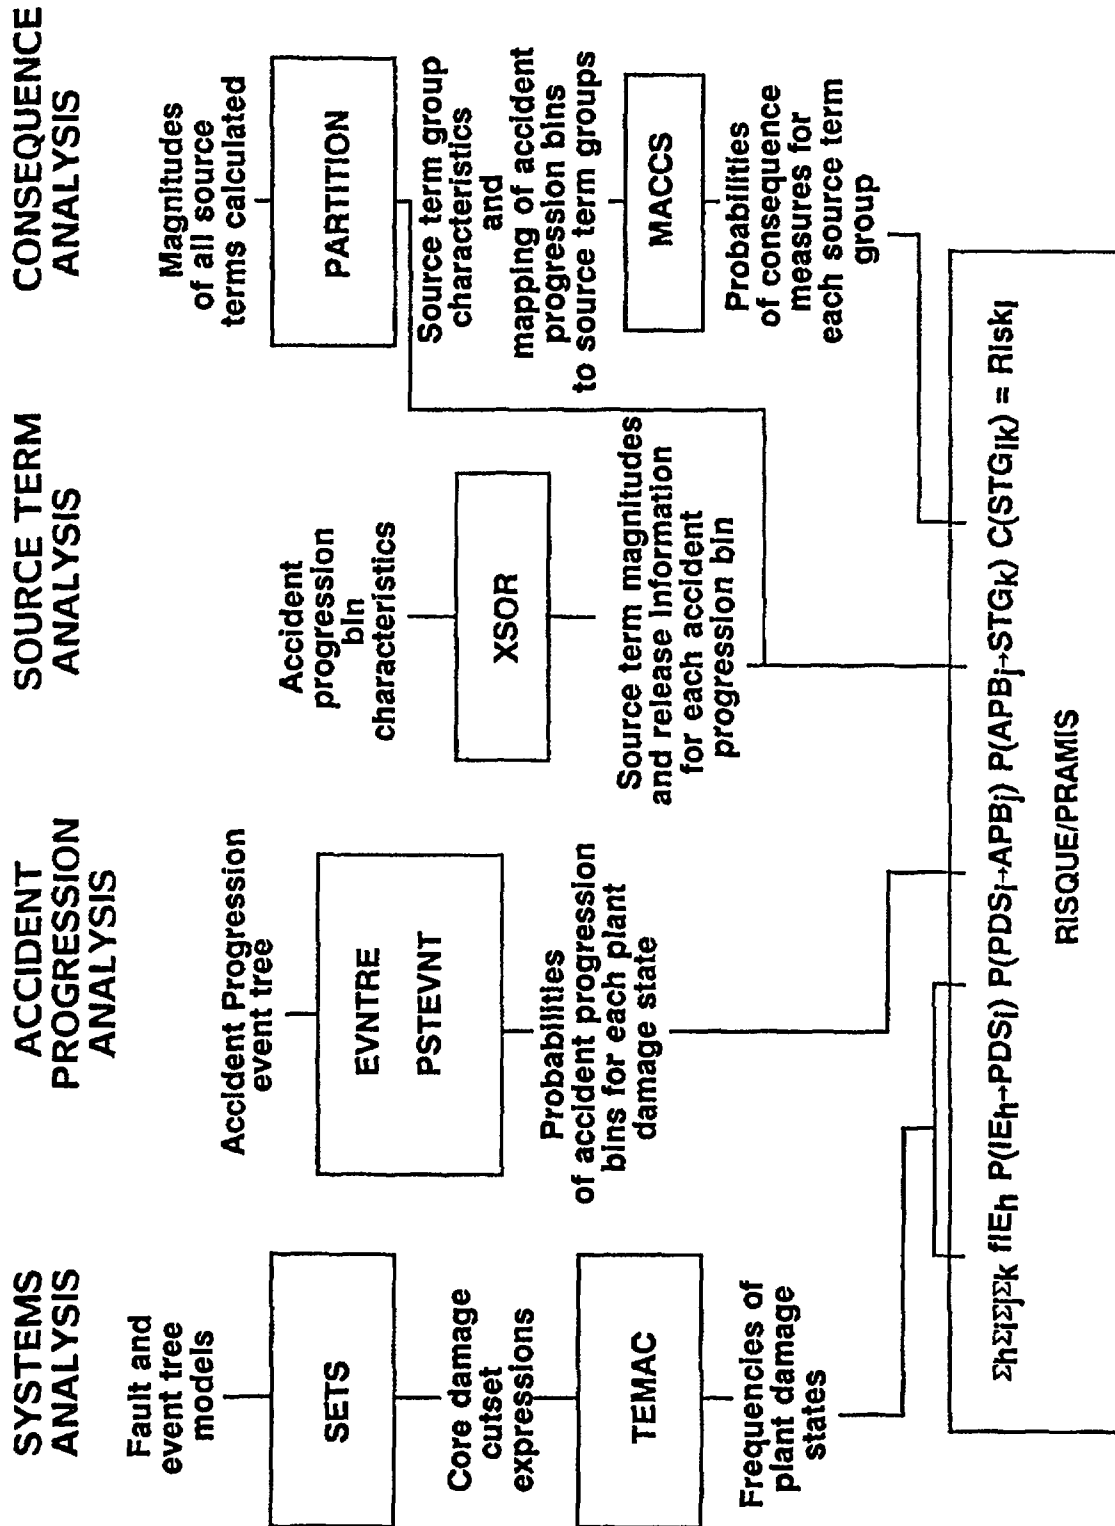 SYSTEMS
ANALYSIS
Fault and
event tree
models
SETS
Core damage
cutset
expressions
TEMAC
Frequencies of
plant damage
states
ACCIDENT
PROGRESSION
ANALYSIS
Accident Progression
event tree
EVNTRE
PSTEVNT
Probabilities
of accident progression
bins for each plant
damage state
SOURCE TERM
ANALYSIS
Accident
progression
bin
characteristics
XSOR
Source term magnitudes
and release information
for each accident
progression bin
CONSEQUENCE
ANALYSIS
Magnitudes
of all source
terms calculated
PARTITION
Source term group
characteristics
and
mapping of accident
progression bins
to source term groups
MACCS
Probabilities
of consequence
measures for
each source term
group
ΣhΣiΣjΣk fIEh P(IEh→PDSi) P(PDSi→APBj) P(APBj→STGk) C(STGlk) = Riskl
RISQUE/PRAMIS